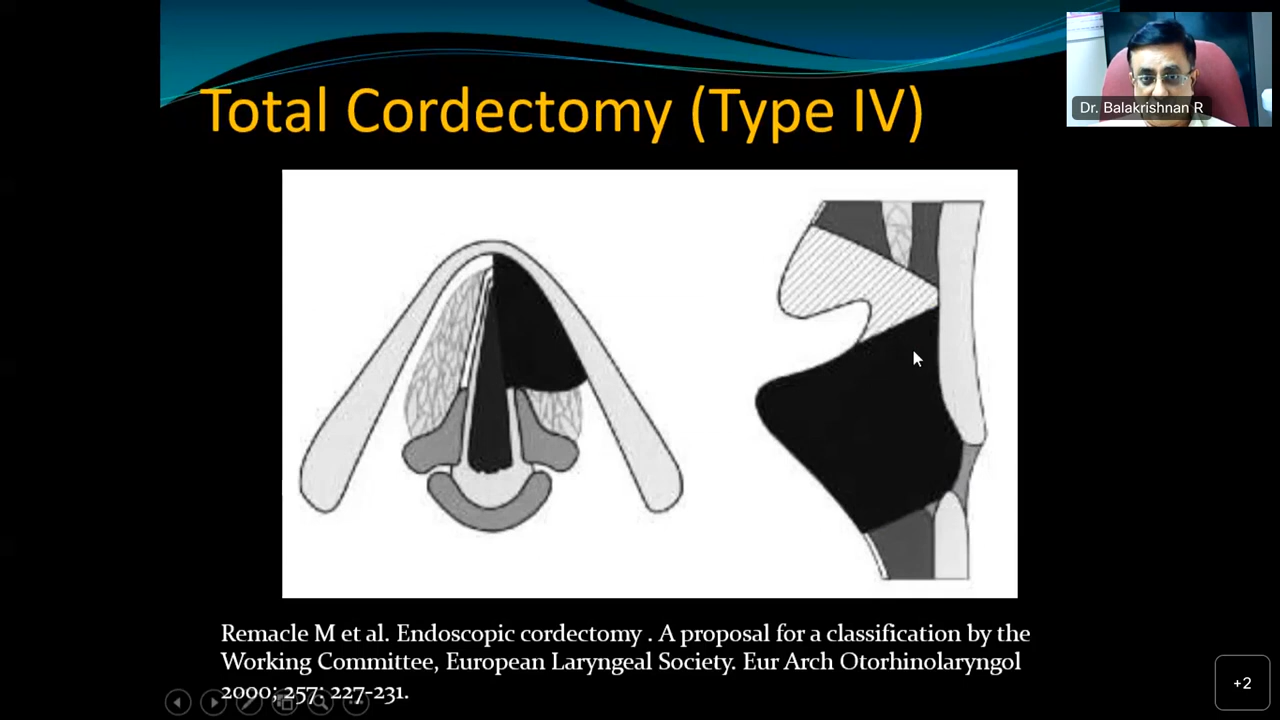 Total Cordectomy (Type IV)
Dr. Balakrishnan R
Remacle M et al. Endoscopic cordectomy . A proposal for a classification by the
Working Committee, European Laryngeal Society. Eur Arch Otorhinolaryngol
2000; 257: 227-231.
+2